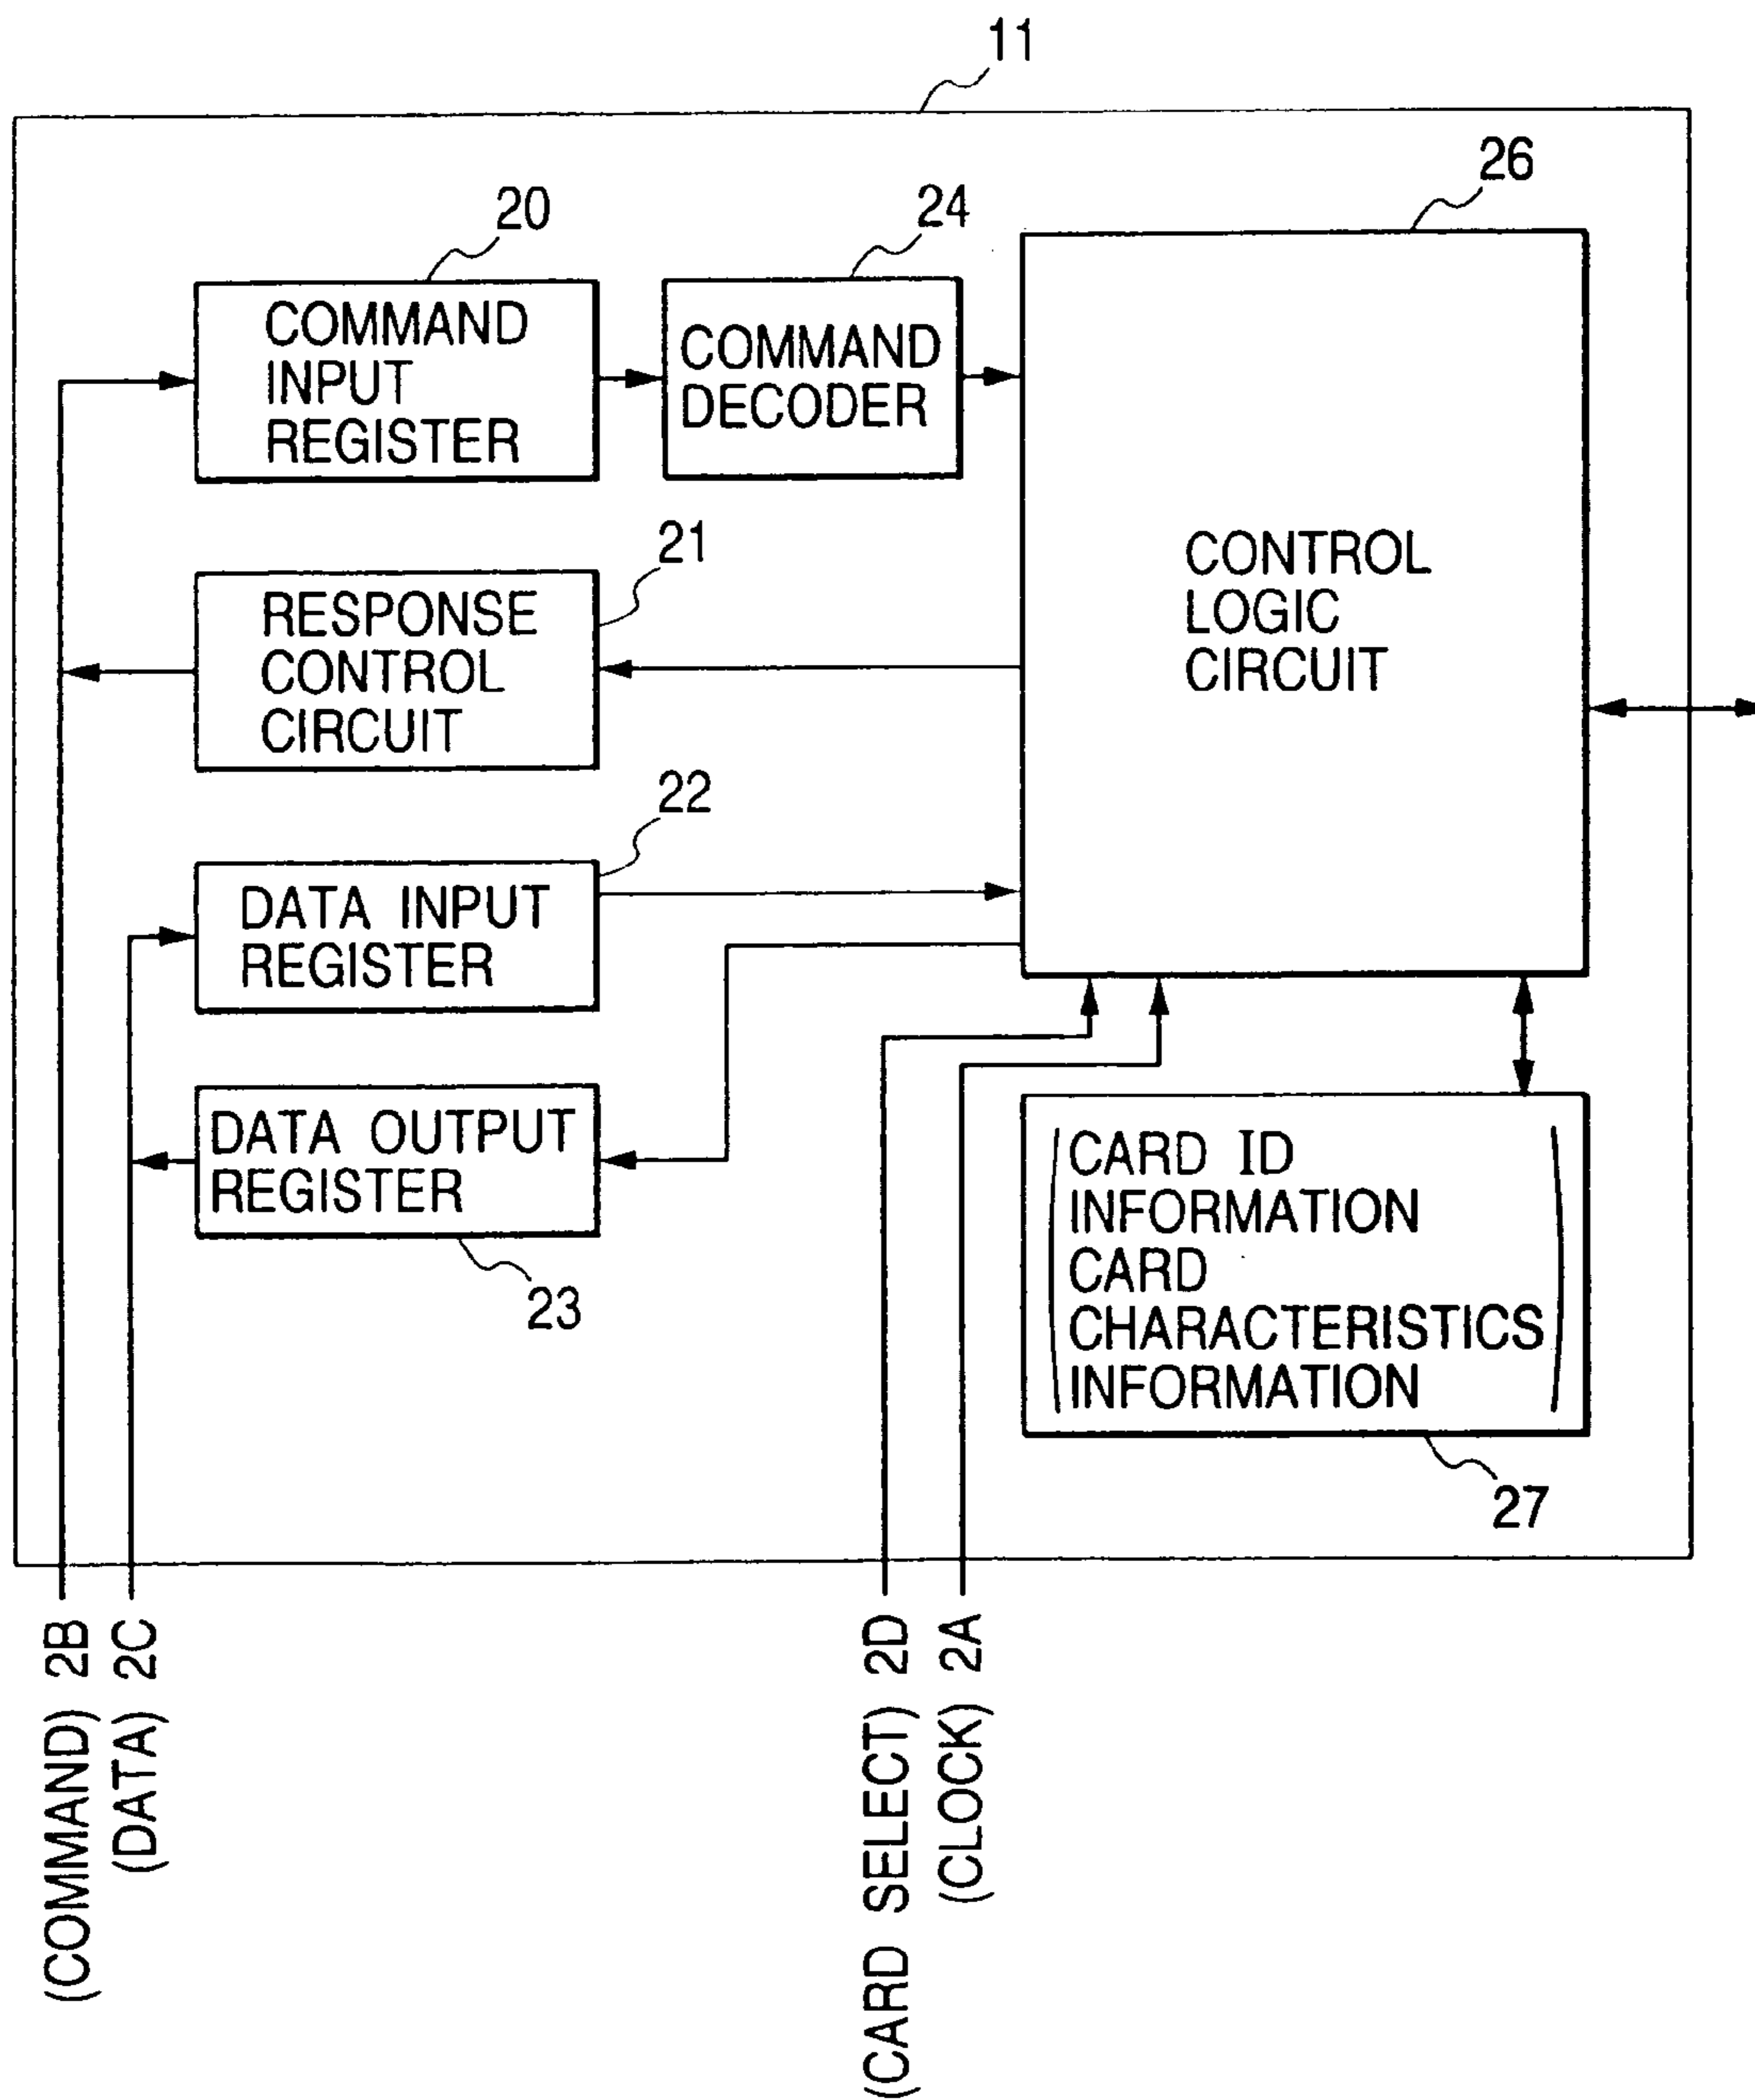 11
26
20
24
COMMAND
INPUT
REGISTER
COMMAND
DECODER
21
RESPONSE
CONTROL
CIRCUIT
CONTROL
LOGIC
CIRCUIT
22
DATA INPUT
REGISTER
DATA OUTPUT
REGISTER
23
CARD ID
INFORMATION
CARD
CHARACTERISTICS
INFORMATION
27
(COMMAND) 2B
(DATA) 2C
(CARD SELECT) 2D
(CLOCK) 2A